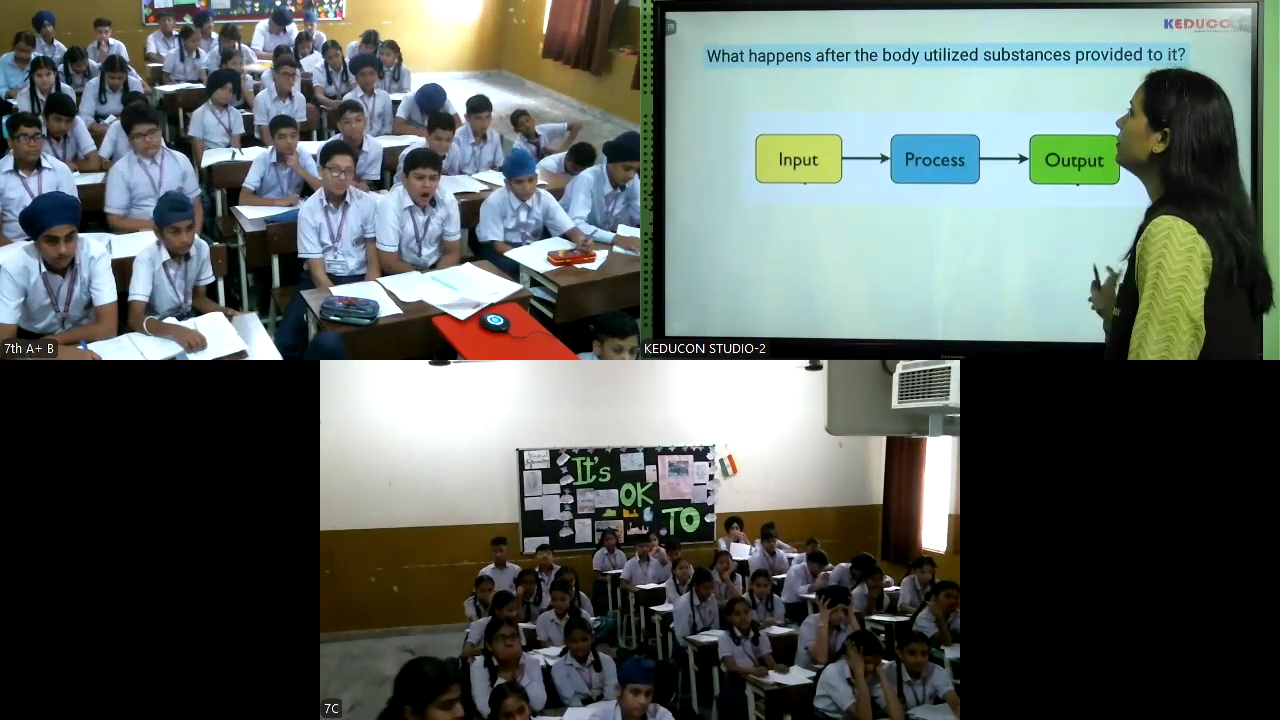 KEDUCON
What happens after the body utilized substances provided to it?
Input
Process
Output
7th A+ B
KEDUCON STUDIO-2
It's
OK
TO
7C